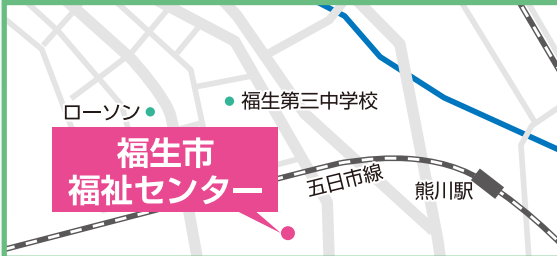 福生第三中学校
ローソン
福生市
福祉センター
五日市線
熊川駅